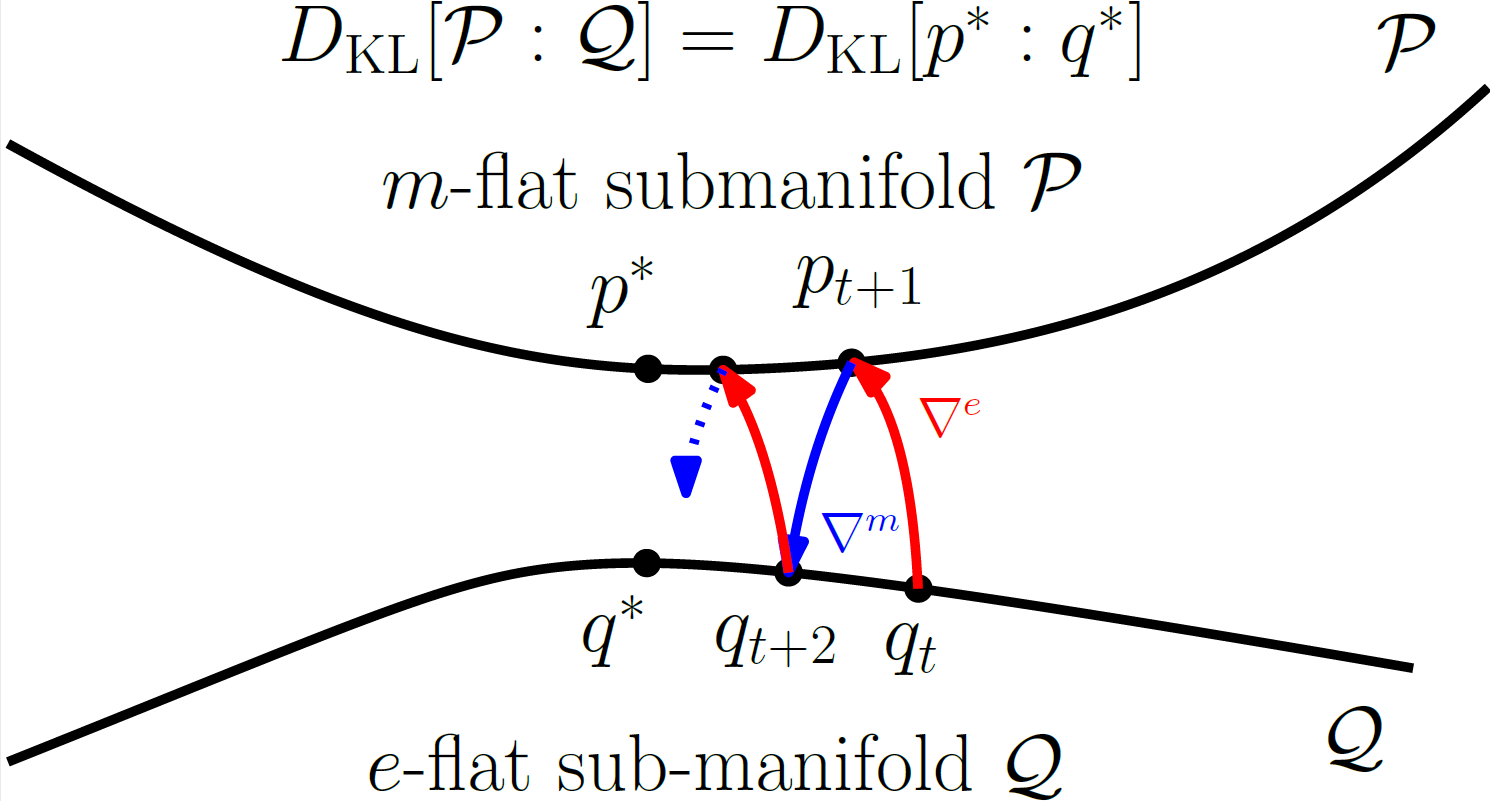 D_KL[𝒫 : 𝒬] = D_KL[p* : q*]
𝒫
m-flat submanifold 𝒫
p*
p_{t+1}
∇^e
∇^m
q*
q_{t+2}
q_t
𝒬
e-flat sub-manifold 𝒬